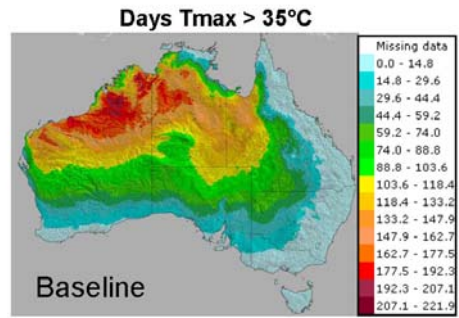 Days Tmax > 35°C
Missing data
0.0 - 14.8
14.8 - 29.6
29.6 - 44.4
44.4 - 59.2
59.2 - 74.0
74.0 - 88.8
88.8 - 103.6
103.6 - 118.4
118.4 - 133.2
133.2 - 147.9
147.9 - 162.7
162.7 - 177.5
177.5 - 192.3
192.3 - 207.1
207.1 - 221.9
Baseline